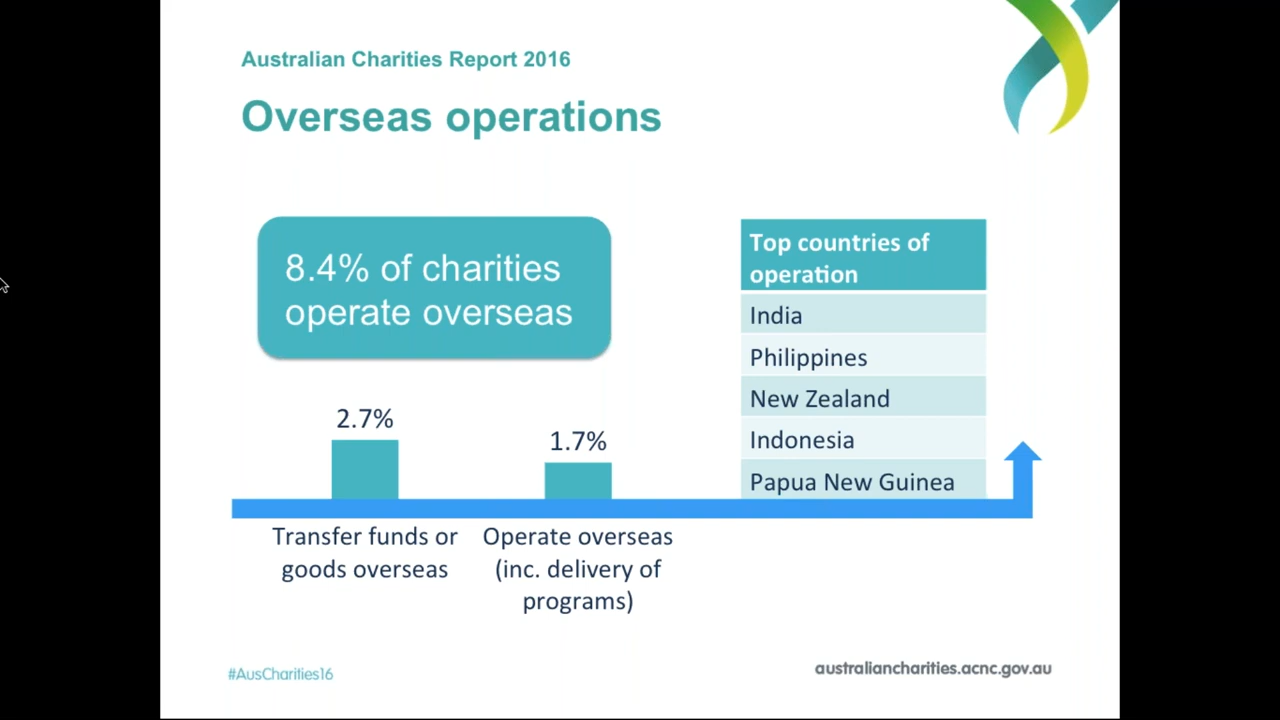 Australian Charities Report 2016
Overseas operations
8.4% of charities
operate overseas
Top countries of
operation
India
Philippines
New Zealand
Indonesia
Papua New Guinea
2.7%
1.7%
Transfer funds or
goods overseas
Operate overseas
(inc. delivery of
programs)
#AusCharities16
australiancharities.acnc.gov.au